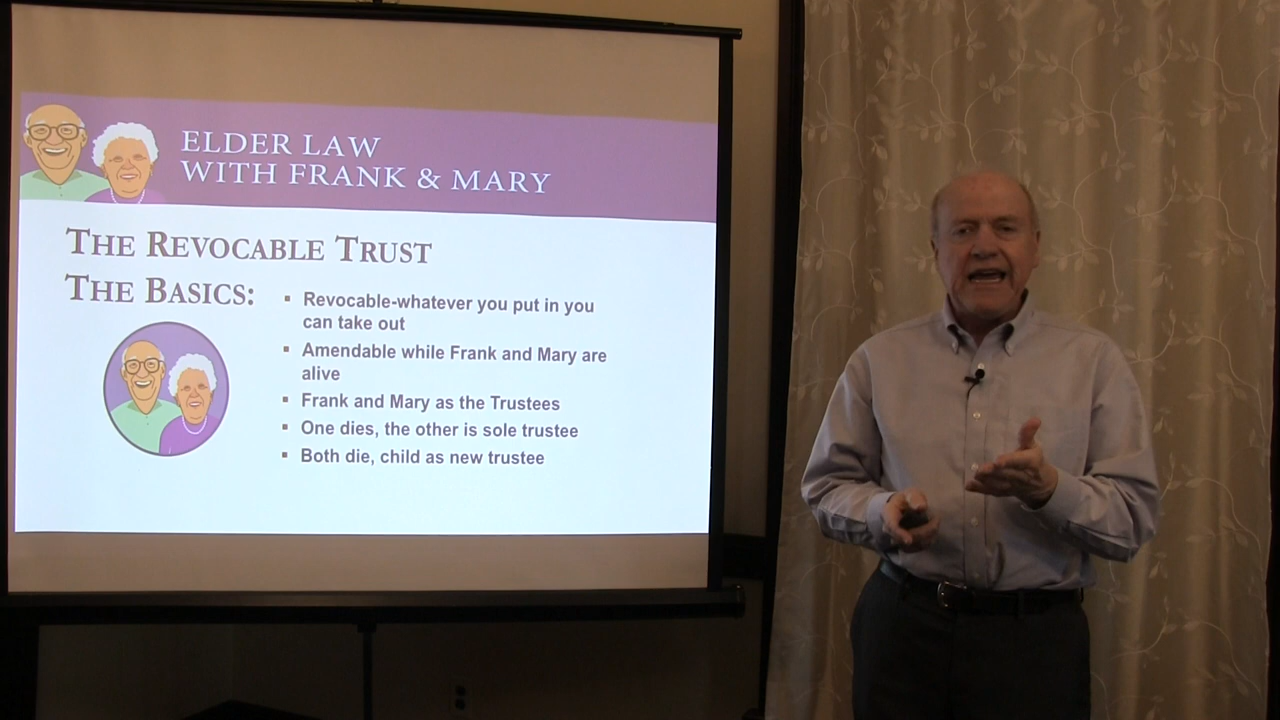 ELDER LAW
WITH FRANK & MARY
THE REVOCABLE TRUST
THE BASICS:
▪ Revocable-whatever you put in you
can take out
▪ Amendable while Frank and Mary are
alive
▪ Frank and Mary as the Trustees
▪ One dies, the other is sole trustee
▪ Both die, child as new trustee